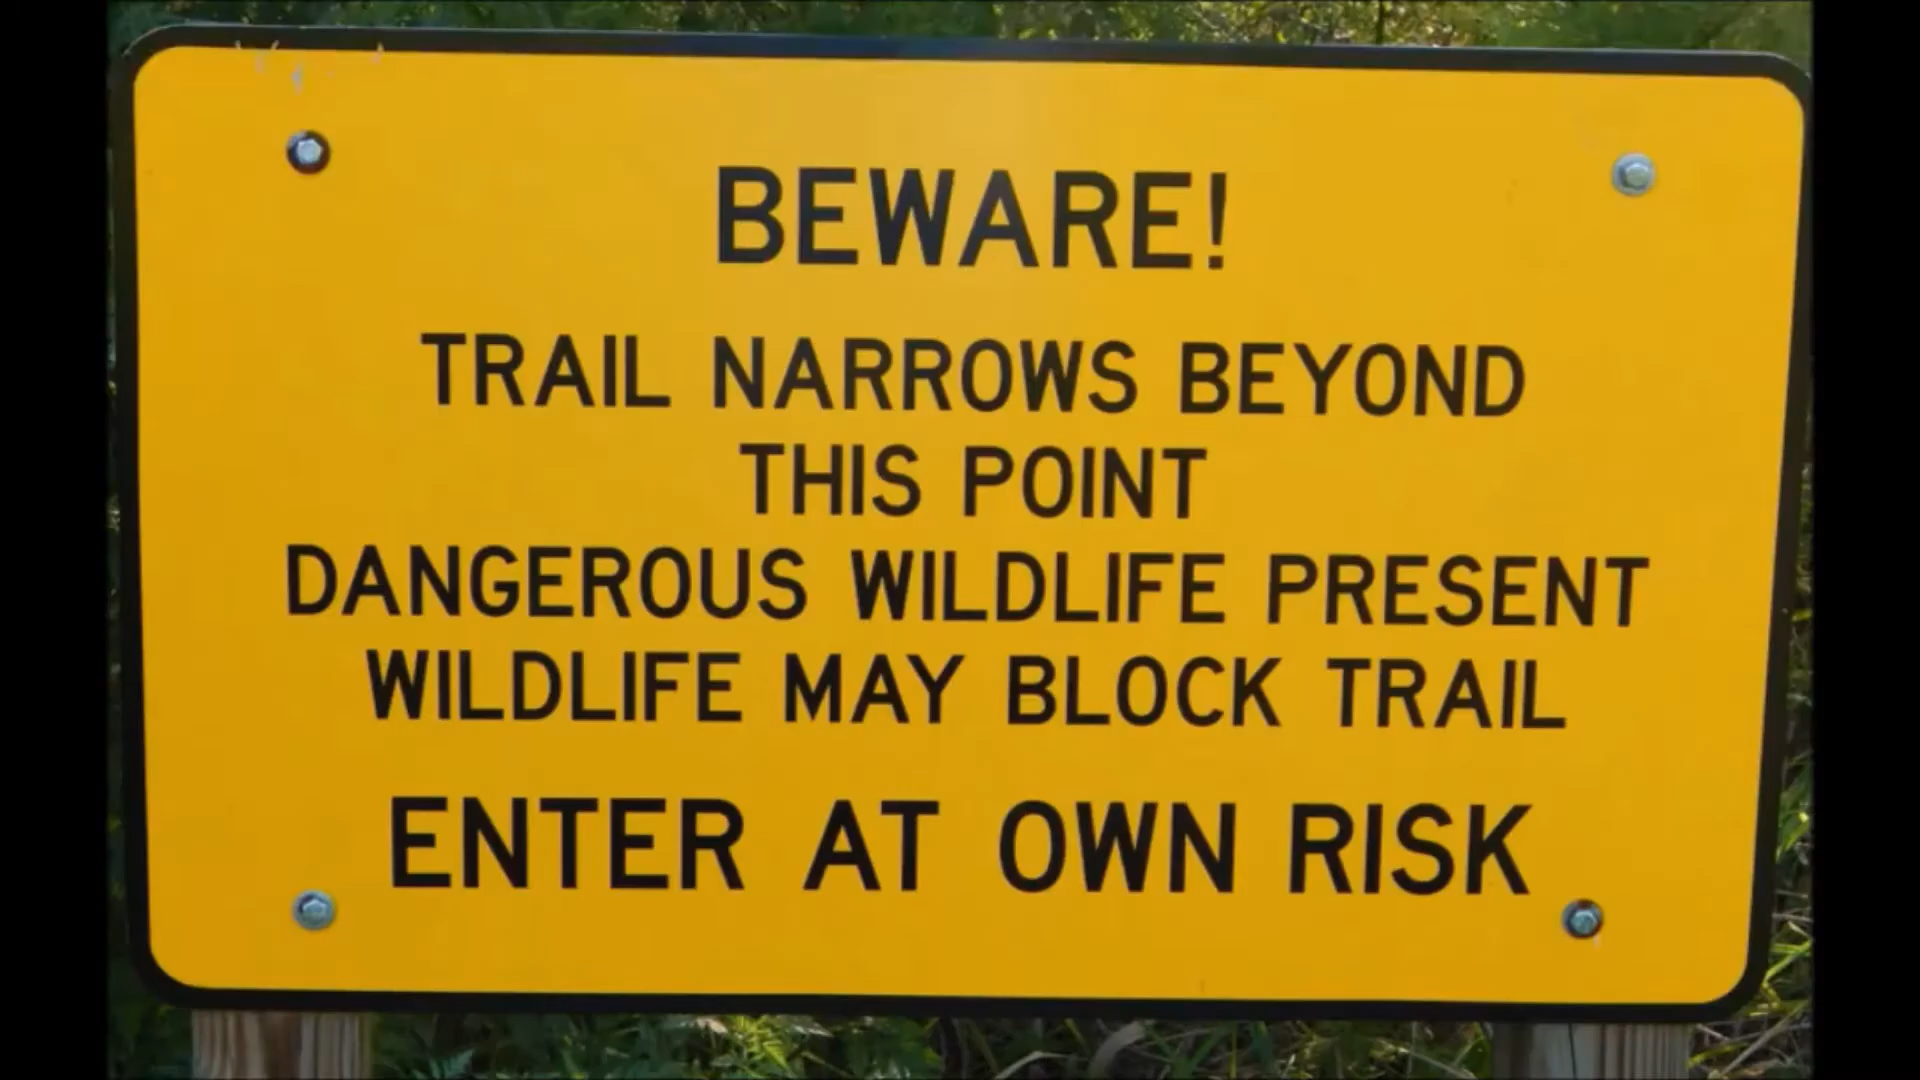 BEWARE!
TRAIL NARROWS BEYOND
THIS POINT
DANGEROUS WILDLIFE PRESENT
WILDLIFE MAY BLOCK TRAIL
ENTER AT OWN RISK